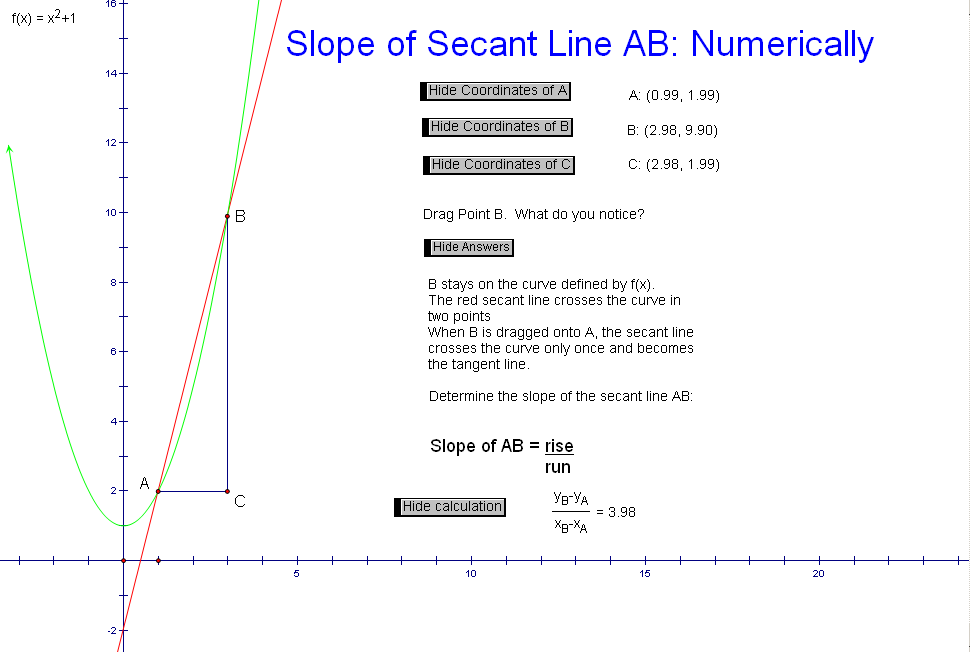 f(x) = x²+1
Slope of Secant Line AB: Numerically
Hide Coordinates of A
A: (0.99, 1.99)
Hide Coordinates of B
B: (2.98, 9.90)
Hide Coordinates of C
C: (2.98, 1.99)
Drag Point B. What do you notice?
Hide Answers
B stays on the curve defined by f(x).
The red secant line crosses the curve in
two points
When B is dragged onto A, the secant line
crosses the curve only once and becomes
the tangent line.
Determine the slope of the secant line AB:
Slope of AB = rise
run
Hide calculation
yB-yA
xB-xA
= 3.98
16
14
12
10
8
6
4
2
-2
5
10
15
20
A
B
C